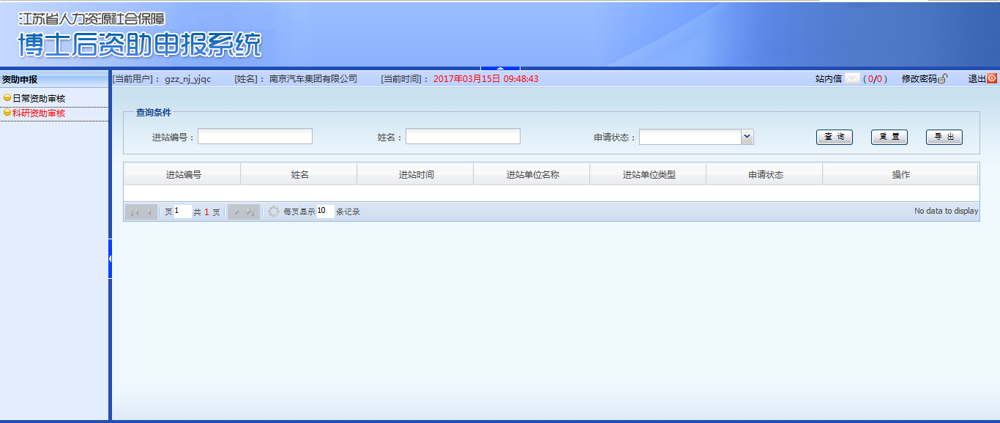 江苏省人力资源社会保障
博士后资助申报系统
资助申报
[当前用户]： gzz_nj_yjqc [姓名]： 南京汽车集团有限公司 [当前时间]： 2017年03月15日 09:48:43 站内信 ( 0/0 ) 修改密码 退出
日常资助审核
科研资助审核
查询条件
进站编号： 姓名： 申请状态： 查 询 重 置 导 出
进站编号 姓名 进站时间 进站单位名称 进站单位类型 申请状态 操作
页 1 共 1 页 每页显示 10 条记录 No data to display